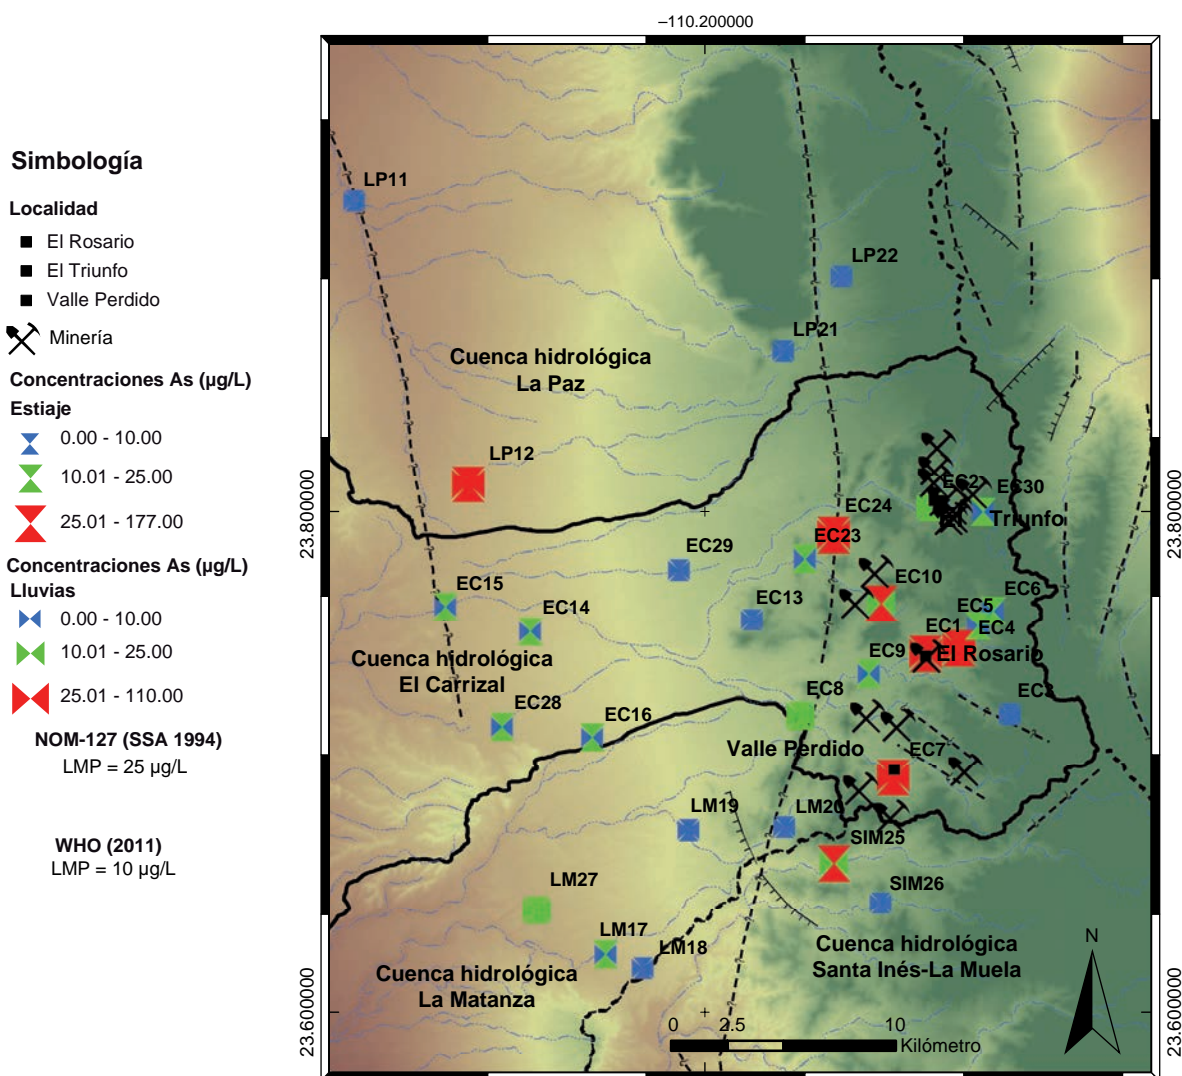 −110.200000
Simbología
Localidad
El Rosario
El Triunfo
Valle Perdido
Minería
Concentraciones As (µg/L)
Estiaje
0.00 - 10.00
10.01 - 25.00
25.01 - 177.00
Concentraciones As (µg/L)
Lluvias
0.00 - 10.00
10.01 - 25.00
25.01 - 110.00
NOM-127 (SSA 1994)
LMP = 25 µg/L
WHO (2011)
LMP = 10 µg/L
LP11
LP22
LP21
Cuenca hidrológica
La Paz
LP12
EC2
EC30
Triunfo
EC24
EC23
EC29
EC10
EC15
EC14
EC13
EC6
EC5
EC1
EC4
El Rosario
Cuenca hidrológica
El Carrizal
EC9
EC8
EC28
EC16
Valle Perdido
EC7
LM19
LM20
SIM25
LM27
SIM26
LM17
LM18
Cuenca hidrológica
Santa Inés-La Muela
Cuenca hidrológica
La Matanza
N
0
2.5
10
Kilómetro
23.800000
23.800000
23.600000
23.600000